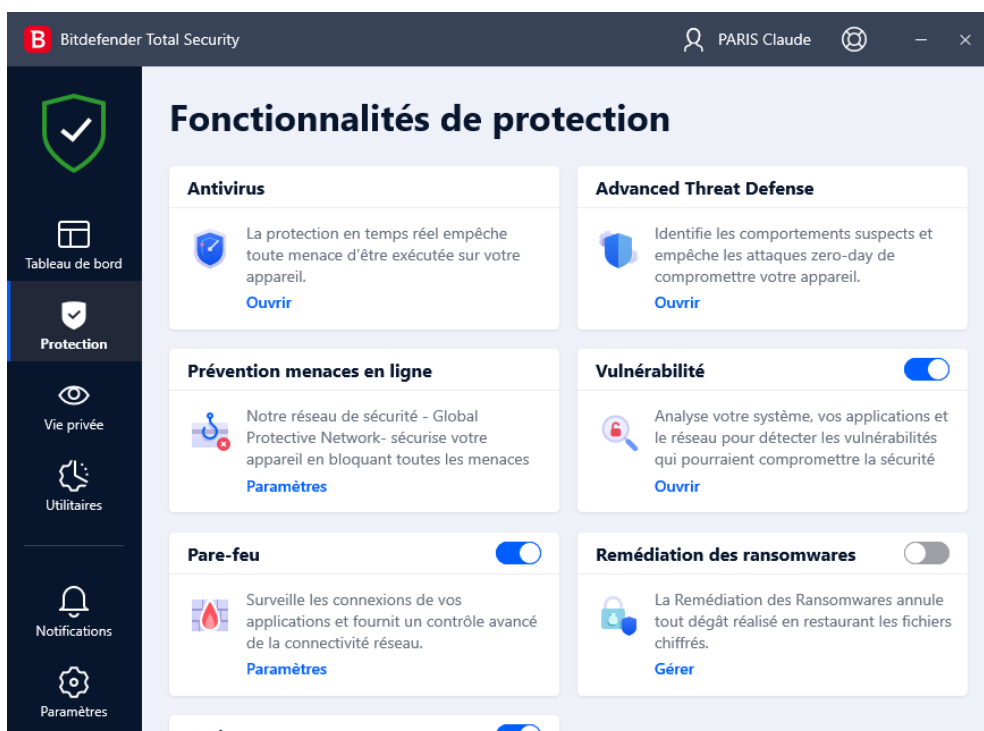 B Bitdefender Total Security
PARIS Claude
Fonctionnalités de protection
Tableau de bord
Protection
Vie privée
Utilitaires
Notifications
Paramètres
Antivirus
La protection en temps réel empêche
toute menace d’être exécutée sur votre
appareil.
Ouvrir
Advanced Threat Defense
Identifie les comportements suspects et
empêche les attaques zero-day de
compromettre votre appareil.
Ouvrir
Prévention menaces en ligne
Notre réseau de sécurité - Global
Protective Network- sécurise votre
appareil en bloquant toutes les menaces
Paramètres
Vulnérabilité
Analyse votre système, vos applications et
le réseau pour détecter les vulnérabilités
qui pourraient compromettre la sécurité
Ouvrir
Pare-feu
Surveille les connexions de vos
applications et fournit un contrôle avancé
de la connectivité réseau.
Paramètres
Remédiation des ransomwares
La Remédiation des Ransomwares annule
tout dégât réalisé en restaurant les fichiers
chiffrés.
Gérer